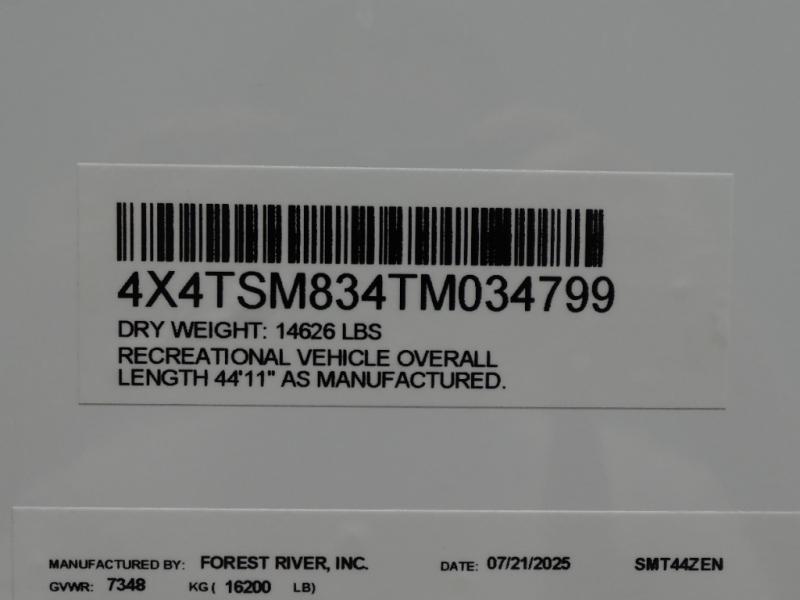 4X4TSM834TM034799
DRY WEIGHT: 14626 LBS
RECREATIONAL VEHICLE OVERALL
LENGTH 44'11" AS MANUFACTURED.
MANUFACTURED BY: FOREST RIVER, INC. DATE: 07/21/2025 SMT44ZEN
GVWR: 7348 KG ( 16200 LB)